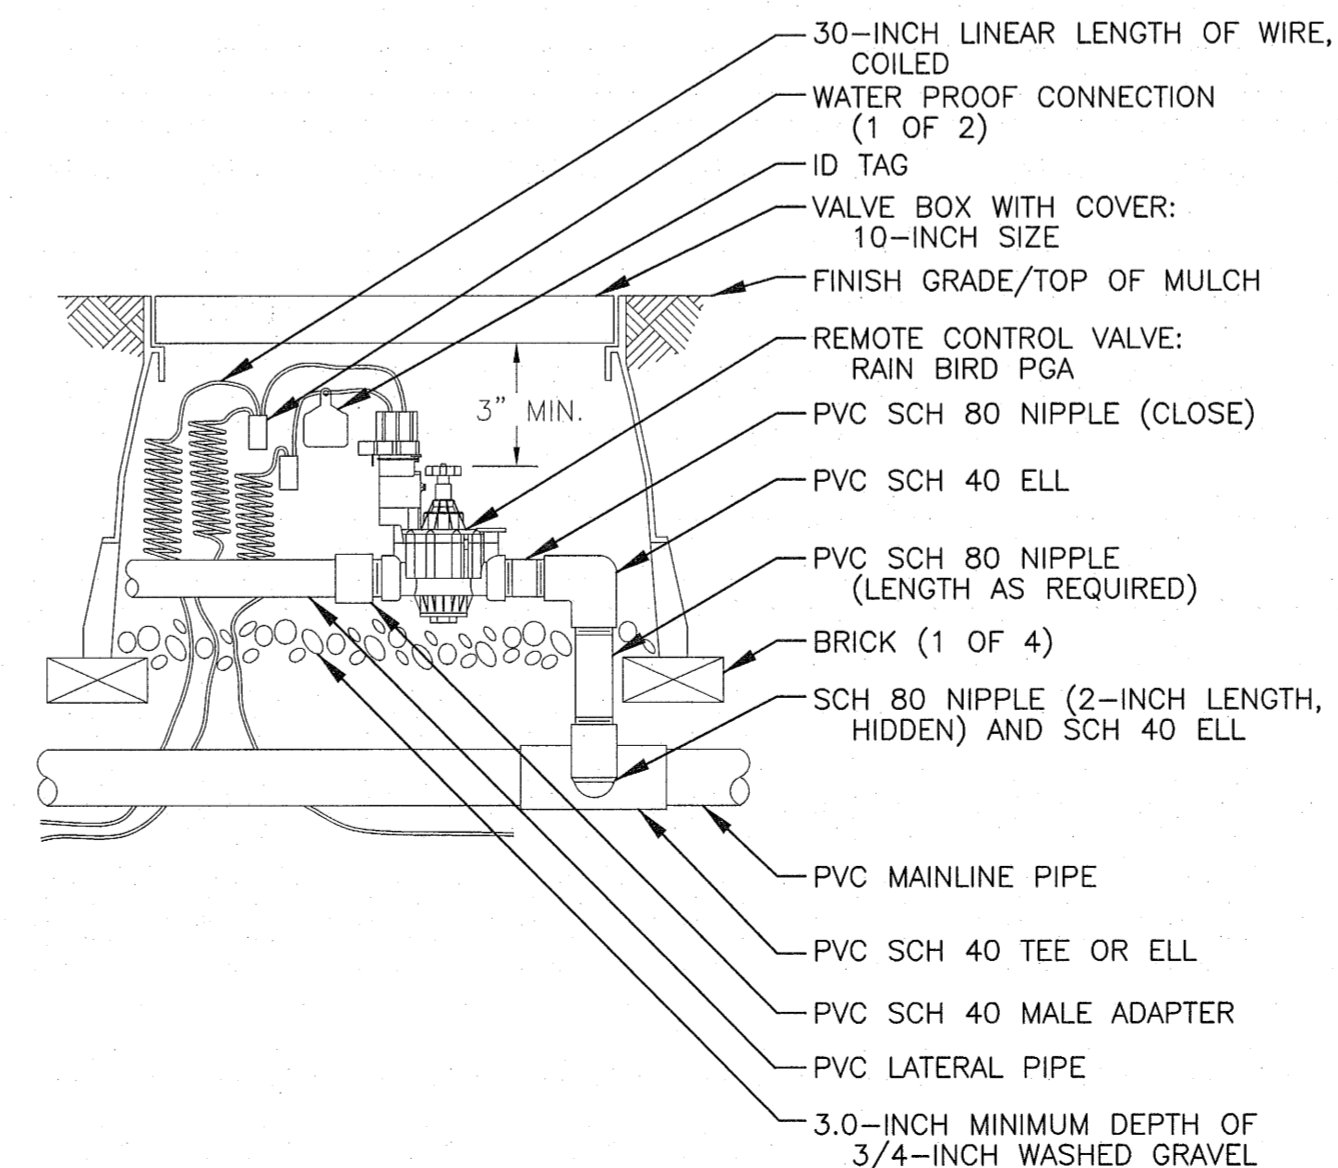 30-INCH LINEAR LENGTH OF WIRE,
COILED
WATER PROOF CONNECTION
(1 OF 2)
ID TAG
VALVE BOX WITH COVER:
10-INCH SIZE
FINISH GRADE/TOP OF MULCH
REMOTE CONTROL VALVE:
RAIN BIRD PGA
3" MIN.
PVC SCH 80 NIPPLE (CLOSE)
PVC SCH 40 ELL
PVC SCH 80 NIPPLE
(LENGTH AS REQUIRED)
BRICK (1 OF 4)
SCH 80 NIPPLE (2-INCH LENGTH,
HIDDEN) AND SCH 40 ELL
PVC MAINLINE PIPE
PVC SCH 40 TEE OR ELL
PVC SCH 40 MALE ADAPTER
PVC LATERAL PIPE
3.0-INCH MINIMUM DEPTH OF
3/4-INCH WASHED GRAVEL